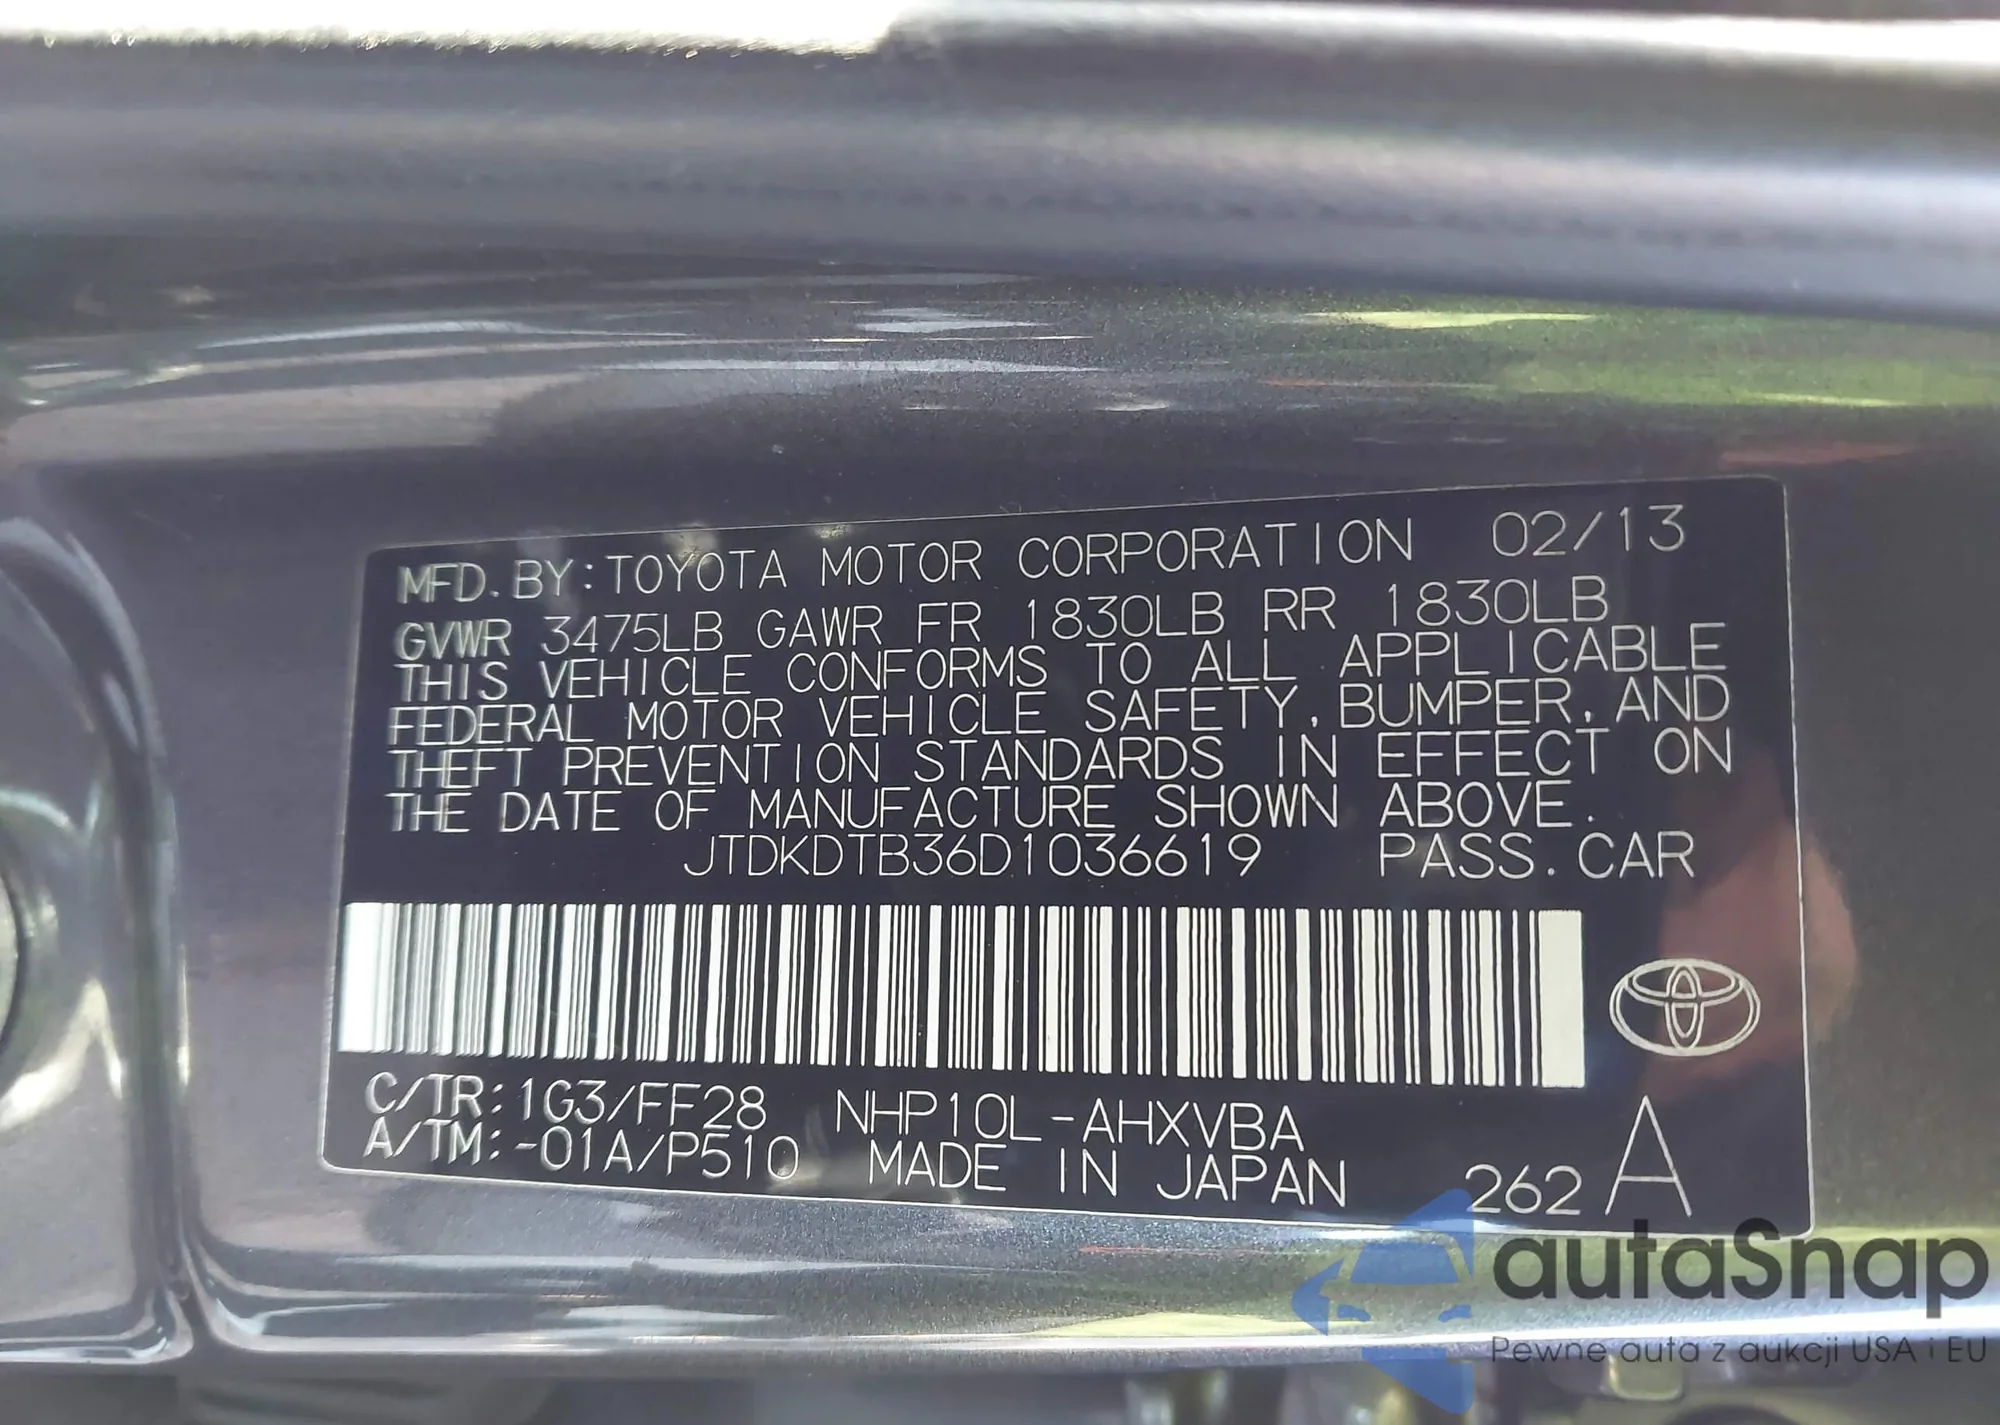 MFD. BY: TOYOTA MOTOR CORPORATION 02/13
GVWR 3475LB GAWR FR 1830LB RR 1830LB
THIS VEHICLE CONFORMS TO ALL APPLICABLE
FEDERAL MOTOR VEHICLE SAFETY, BUMPER, AND
THEFT PREVENTION STANDARDS IN EFFECT ON
THE DATE OF MANUFACTURE SHOWN ABOVE.
JTDKDTB36D1036619 PASS. CAR
C/TR: 1G3/FF28 NHP10L-AHXVBA
A/TM: -01A/P510 MADE IN JAPAN 262 A
autaSnap
Pewne auta z aukcji USA i EU